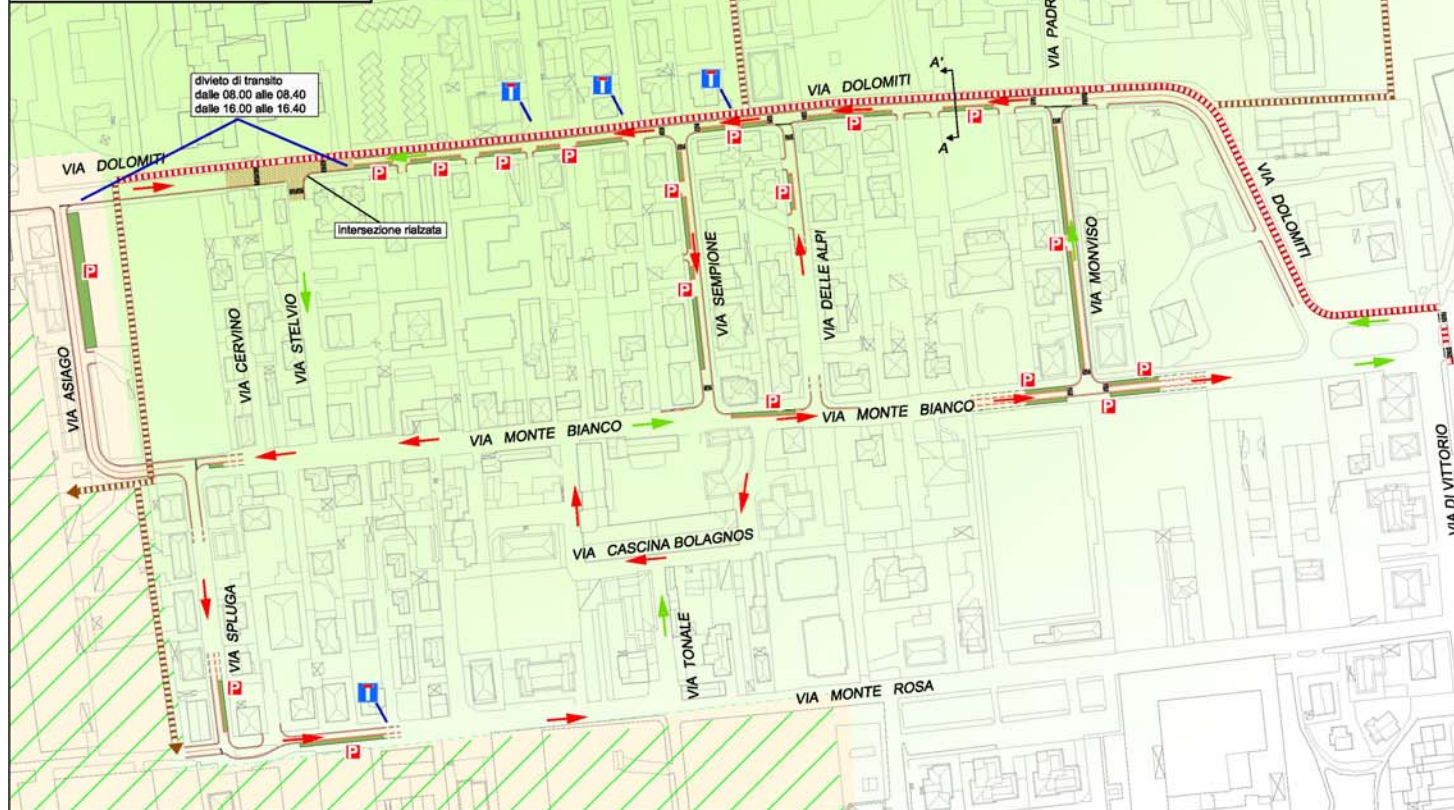 VIA PADR
divieto di transito
dalle 08.00 alle 08.40
dalle 16.00 alle 16.40
A'
VIA DOLOMITI
A
VIA DOLOMITI
P
P
P
P
P
P
P
P
VIA DOLOMITI
intersezione rialzata
P
P
P
P
P
VIA ASIAGO
VIA CERVINO
VIA STELVIO
VIA SEMPIONE
VIA DELLE ALPI
VIA MONVISO
P
P
P
P
VIA MONTE BIANCO
VIA MONTE BIANCO
VIA DI VITTORIO
VIA CASCINA BOLAGNOS
VIA SPLUGA
VIA TONALE
P
VIA MONTE ROSA
P